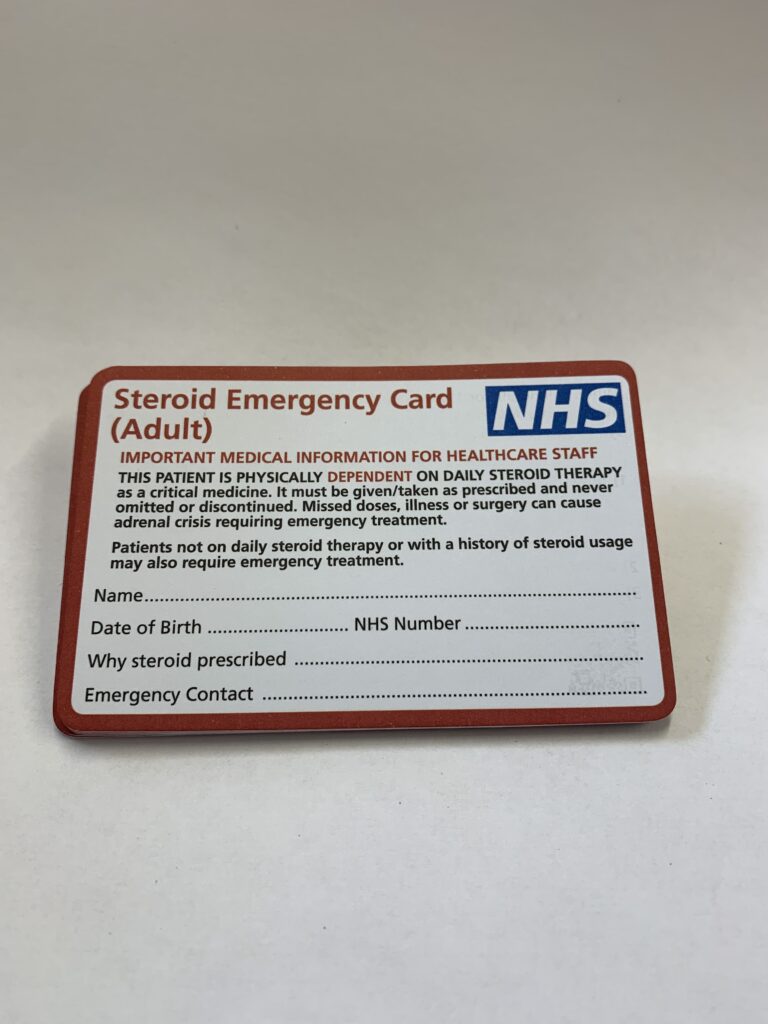 Steroid Emergency Card
(Adult)
NHS
IMPORTANT MEDICAL INFORMATION FOR HEALTHCARE STAFF
THIS PATIENT IS PHYSICALLY DEPENDENT ON DAILY STEROID THERAPY
as a critical medicine. It must be given/taken as prescribed and never
omitted or discontinued. Missed doses, illness or surgery can cause
adrenal crisis requiring emergency treatment.
Patients not on daily steroid therapy or with a history of steroid usage
may also require emergency treatment.
Name
Date of Birth NHS Number
Why steroid prescribed
Emergency Contact